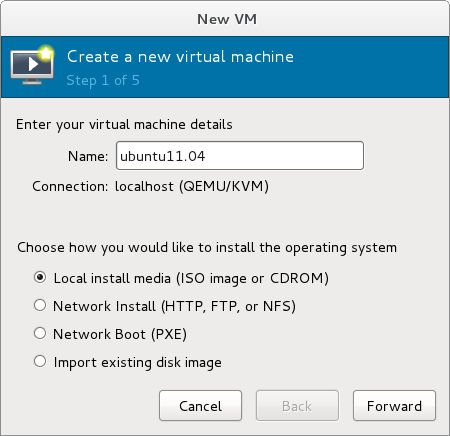 New VM
Create a new virtual machine
Step 1 of 5
Enter your virtual machine details
Name: ubuntu11.04
Connection: localhost (QEMU/KVM)
Choose how you would like to install the operating system
Local install media (ISO image or CDROM)
Network Install (HTTP, FTP, or NFS)
Network Boot (PXE)
Import existing disk image
Cancel Back Forward